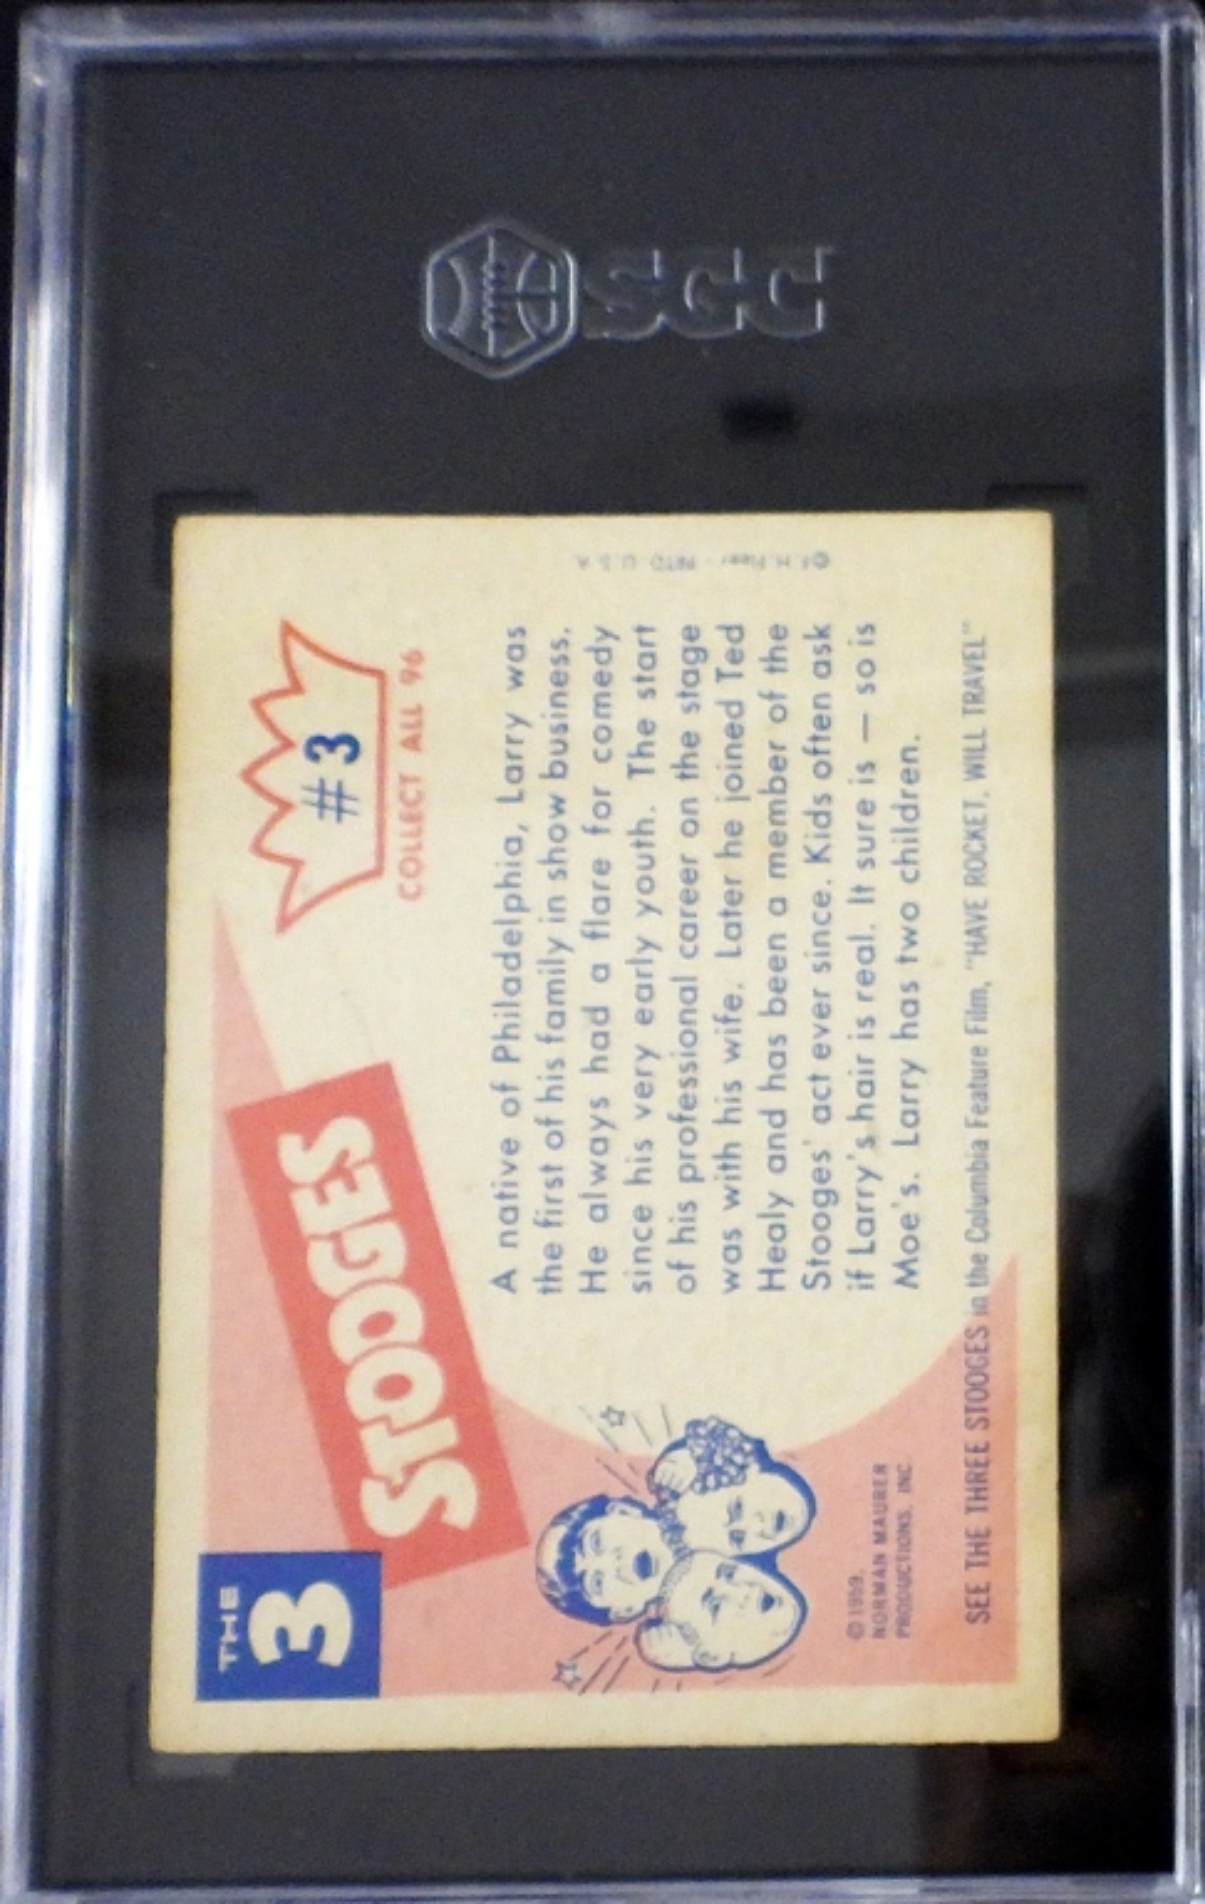 SGC
THE
3
STOOGES
#3
COLLECT ALL 96
A native of Philadelphia, Larry was
the first of his family in show business.
He always had a flare for comedy
since his very early youth. The start
of his professional career on the stage
was with his wife. Later he joined Ted
Healy and has been a member of the
Stooges' act ever since. Kids often ask
if Larry's hair is real. It sure is — so is
Moe's. Larry has two children.
© 1959,
NORMAN MAURER
PRODUCTIONS, INC.
SEE THE THREE STOOGES in the Columbia Feature Film, "HAVE ROCKET, WILL TRAVEL"
© F. H. Fleer - PRTD U.S.A.